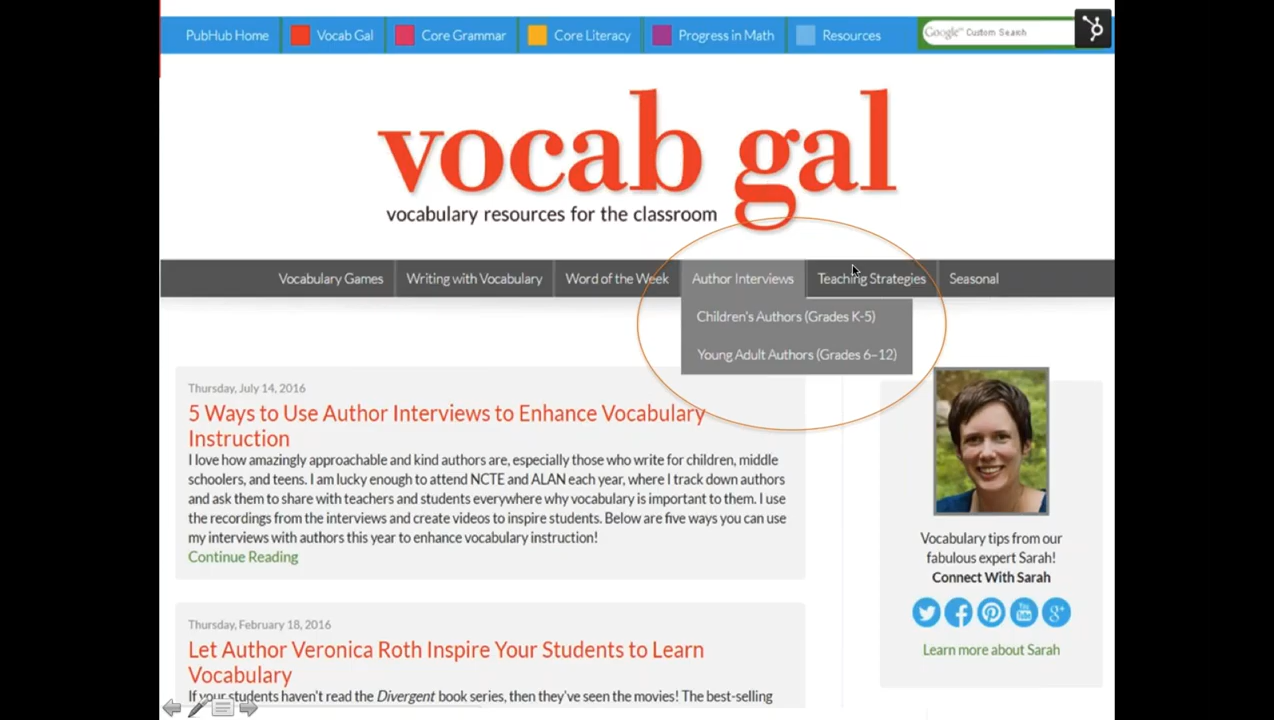 PubHub Home Vocab Gal Core Grammar Core Literacy Progress in Math Resources Google™ Custom Search
vocab gal
vocabulary resources for the classroom
Vocabulary Games Writing with Vocabulary Word of the Week Author Interviews Teaching Strategies Seasonal
Children's Authors (Grades K-5)
Young Adult Authors (Grades 6–12)
Thursday, July 14, 2016
5 Ways to Use Author Interviews to Enhance Vocabulary
Instruction
I love how amazingly approachable and kind authors are, especially those who write for children, middle
schoolers, and teens. I am lucky enough to attend NCTE and ALAN each year, where I track down authors
and ask them to share with teachers and students everywhere why vocabulary is important to them. I use
the recordings from the interviews and create videos to inspire students. Below are five ways you can use
my interviews with authors this year to enhance vocabulary instruction!
Continue Reading
Thursday, February 18, 2016
Let Author Veronica Roth Inspire Your Students to Learn
Vocabulary
If your students haven't read the Divergent book series, then they've seen the movies! The best-selling
Vocabulary tips from our
fabulous expert Sarah!
Connect With Sarah
You Tube g+
Learn more about Sarah